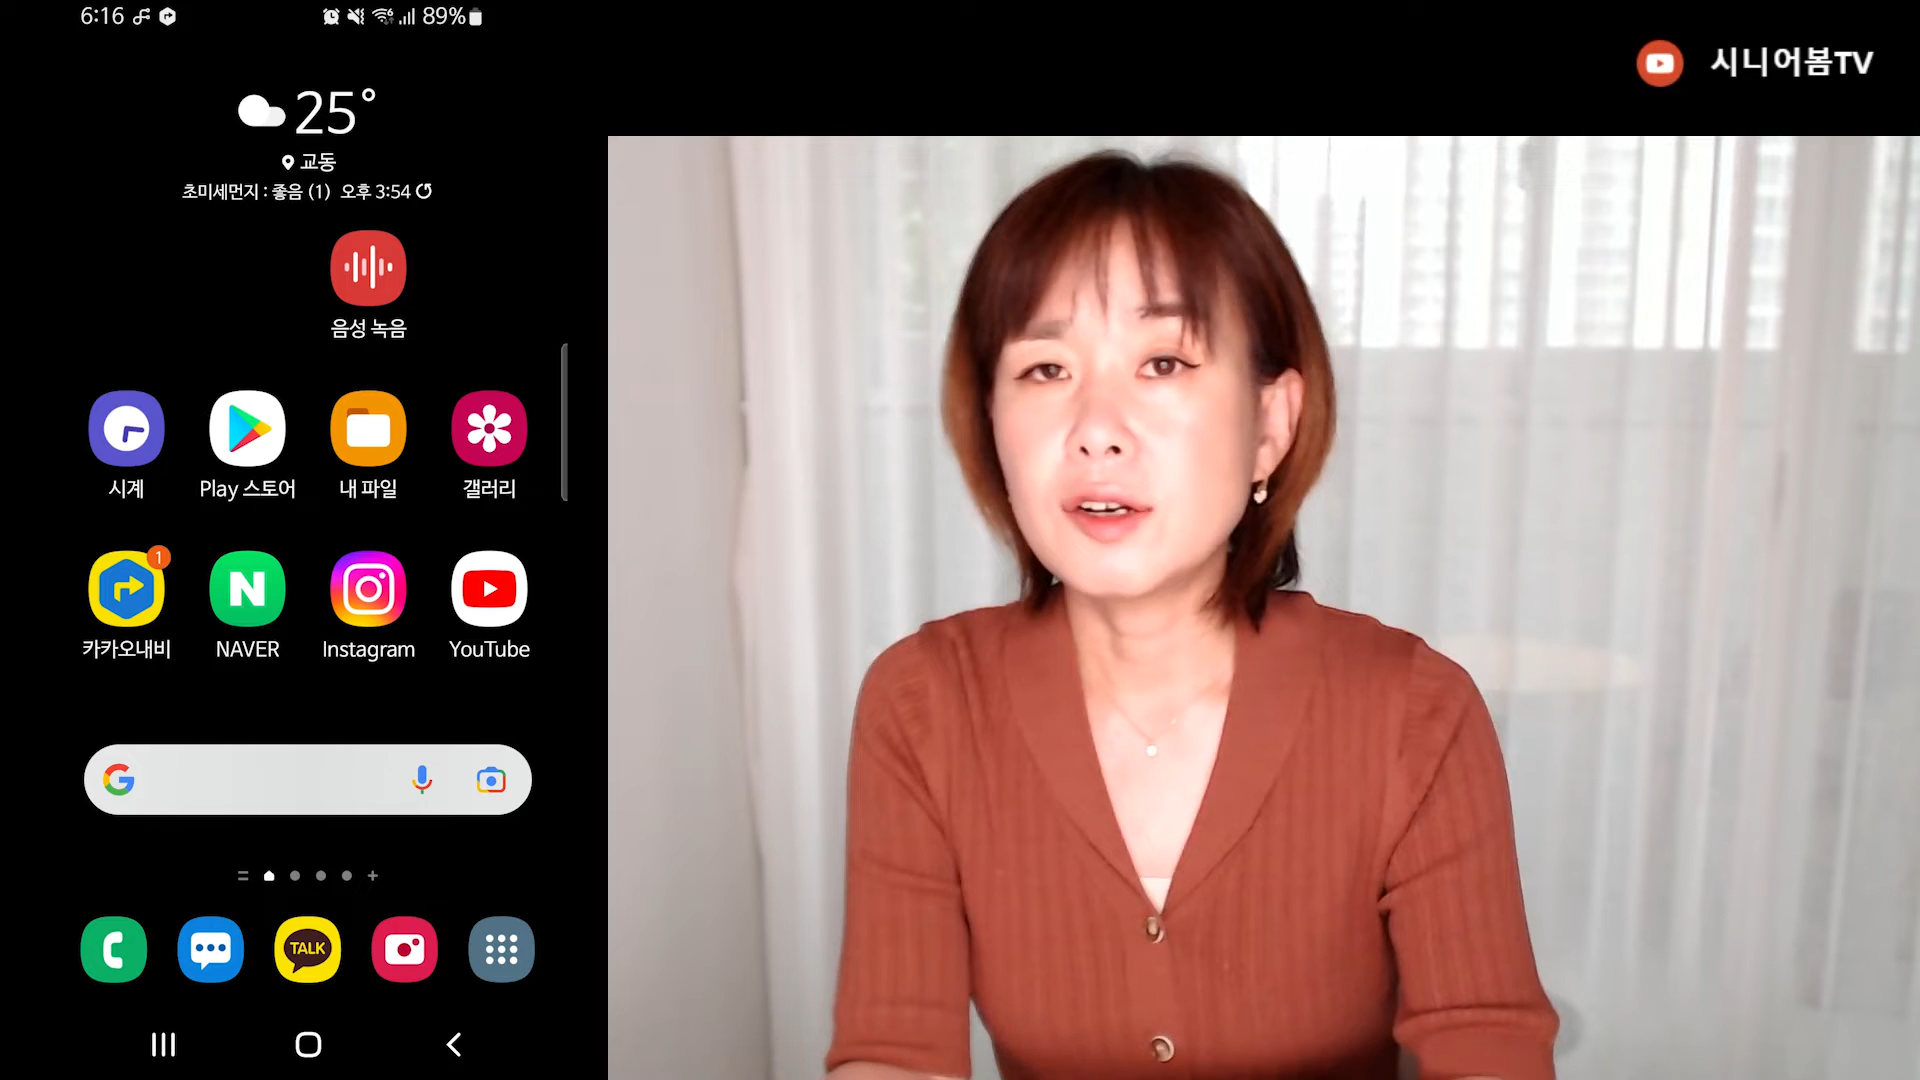 6:16
89%
시니어봄TV
25°
교동
초미세먼지 : 좋음 (1) 오후 3:54
음성 녹음
시계
Play 스토어
내 파일
갤러리
1
카카오내비
N
NAVER
Instagram
YouTube
G
TALK